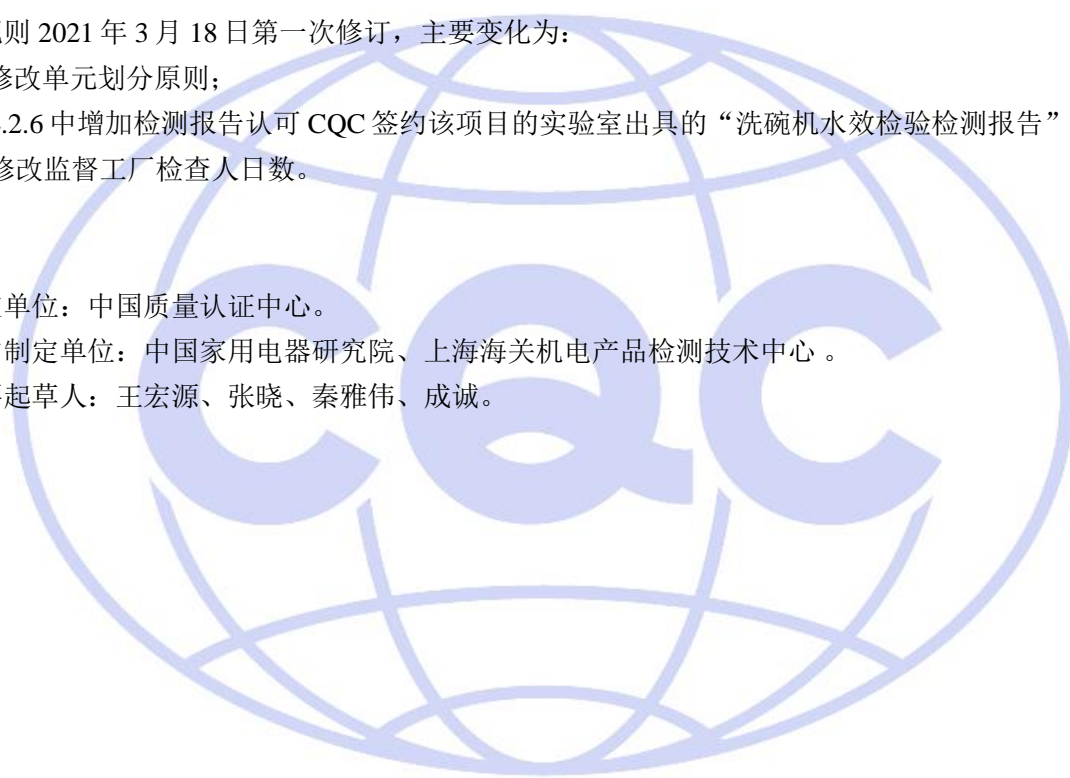 则 2021 年 3 月 18 日第一次修订，主要变化为：
修改单元划分原则；
.2.6 中增加检测报告认可 CQC 签约该项目的实验室出具的“洗碗机水效检验检测报告”
修改监督工厂检查人日数。
单位：中国质量认证中心。
制定单位：中国家用电器研究院、上海海关机电产品检测技术中心 。
起草人：王宏源、张晓、秦雅伟、成诚。
CQC